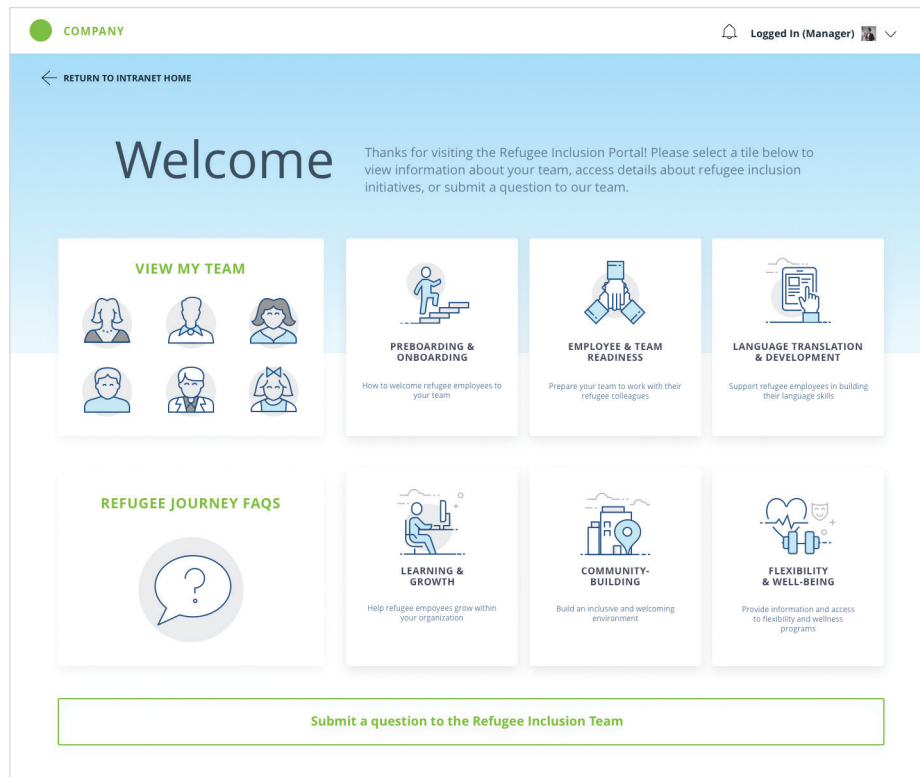 COMPANY
Logged In (Manager)
RETURN TO INTRANET HOME
Welcome
Thanks for visiting the Refugee Inclusion Portal! Please select a tile below to
view information about your team, access details about refugee inclusion
initiatives, or submit a question to our team.
VIEW MY TEAM
PREBOARDING &
ONBOARDING
How to welcome refugee employees to
your team
EMPLOYEE & TEAM
READINESS
Prepare your team to work with their
refugee colleagues
LANGUAGE TRANSLATION
& DEVELOPMENT
Support refugee employees in building
their language skills
REFUGEE JOURNEY FAQS
?
LEARNING &
GROWTH
Help refugee empoyees grow within
your organization
COMMUNITY-
BUILDING
Build an inclusive and welcoming
environment
FLEXIBILITY
& WELL-BEING
Provide information and access
to flexibility and wellness
programs
Submit a question to the Refugee Inclusion Team